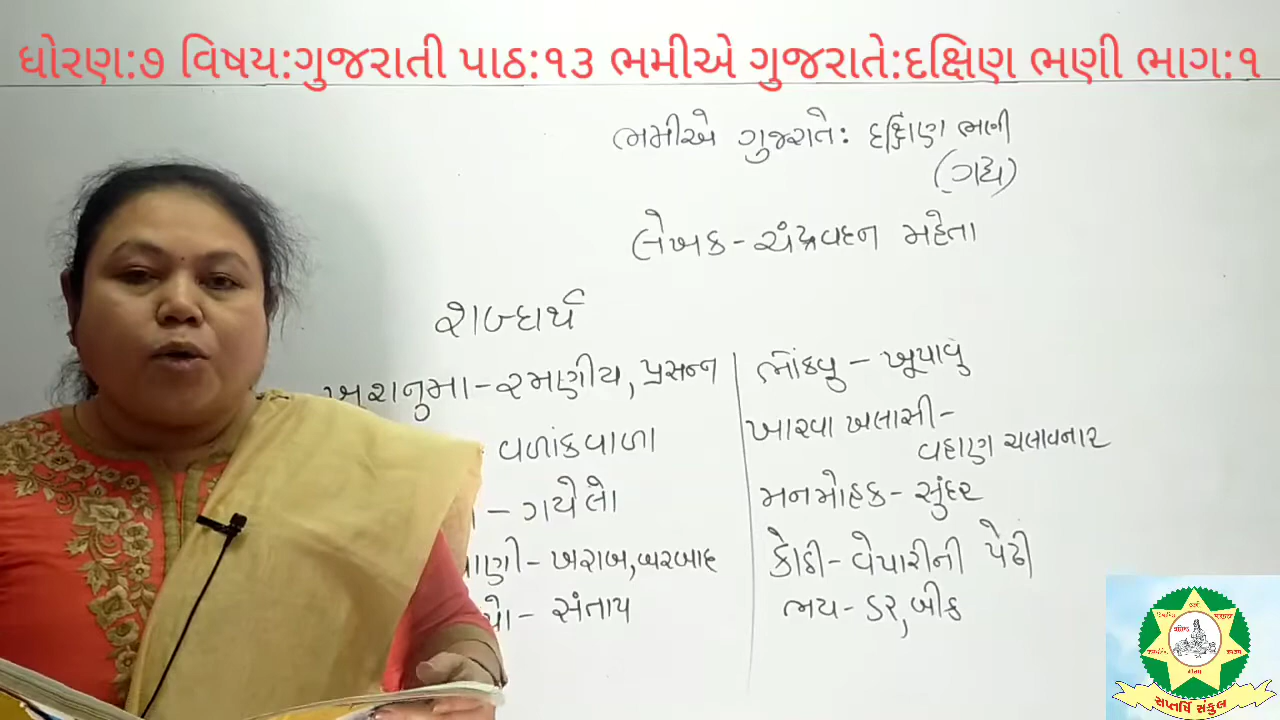 ધોરણ:૭ વિષય:ગુજરાતી પાઠ:૧૩ ભમીએ ગુજરાતે:દક્ષિણ ભણી ભાગ:૧
ભમીએ ગુજરાતે: દક્ષિણ ભણી
(ગદ્ય)
લેખક - ચંદ્રવદન મહેતા
શબ્દાર્થ
ખુશનુમા - રમણીય, પ્રસન્ન
- વળાંકવાળા
- ગયેલો
- ખરાબ, બરબાદ
- સંતાય
ભોંકવુ - ખૂપાવું
ખારવા ખલાસી -
વહાણ ચલાવનાર
મનમોહક - સુંદર
કોઠી - વેપારીની પેઢી
ભય - ડર, બીક
સપ્તર્ષિ સંકુલ